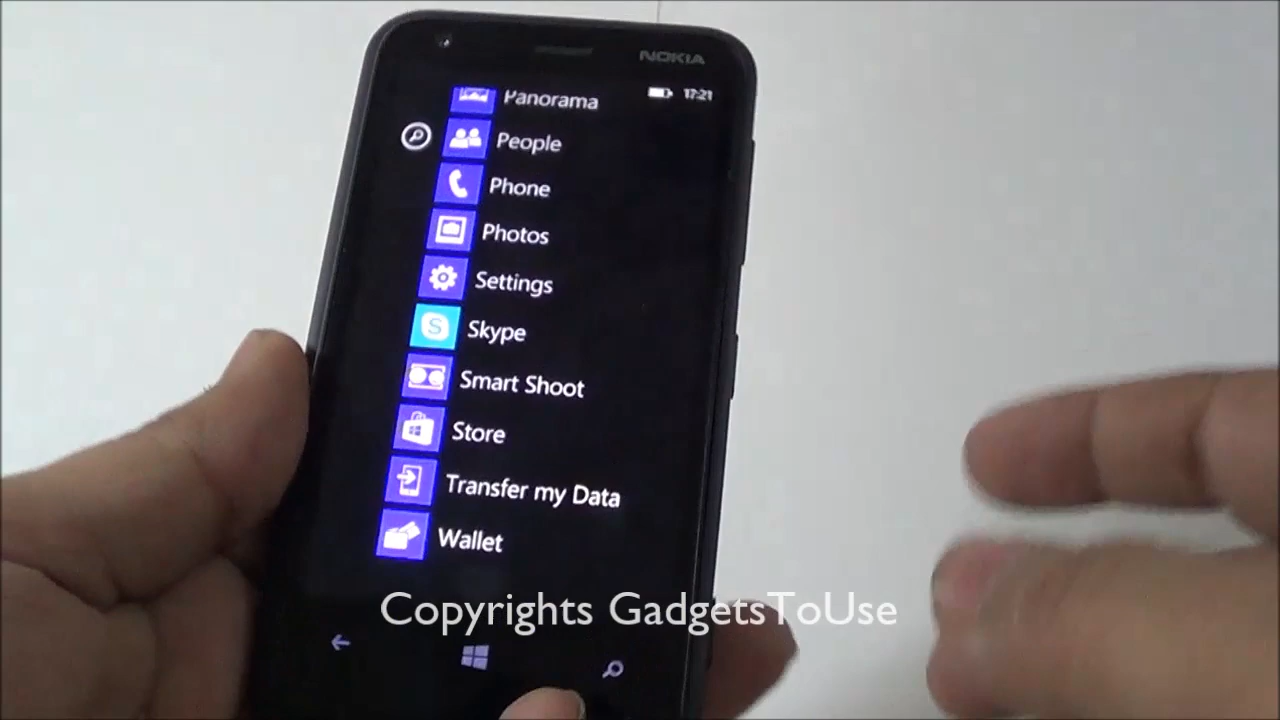 NOKIA
17:21
Panorama
People
Phone
Photos
Settings
S
Skype
Smart Shoot
Store
Transfer my Data
Wallet
Copyrights GadgetsToUse